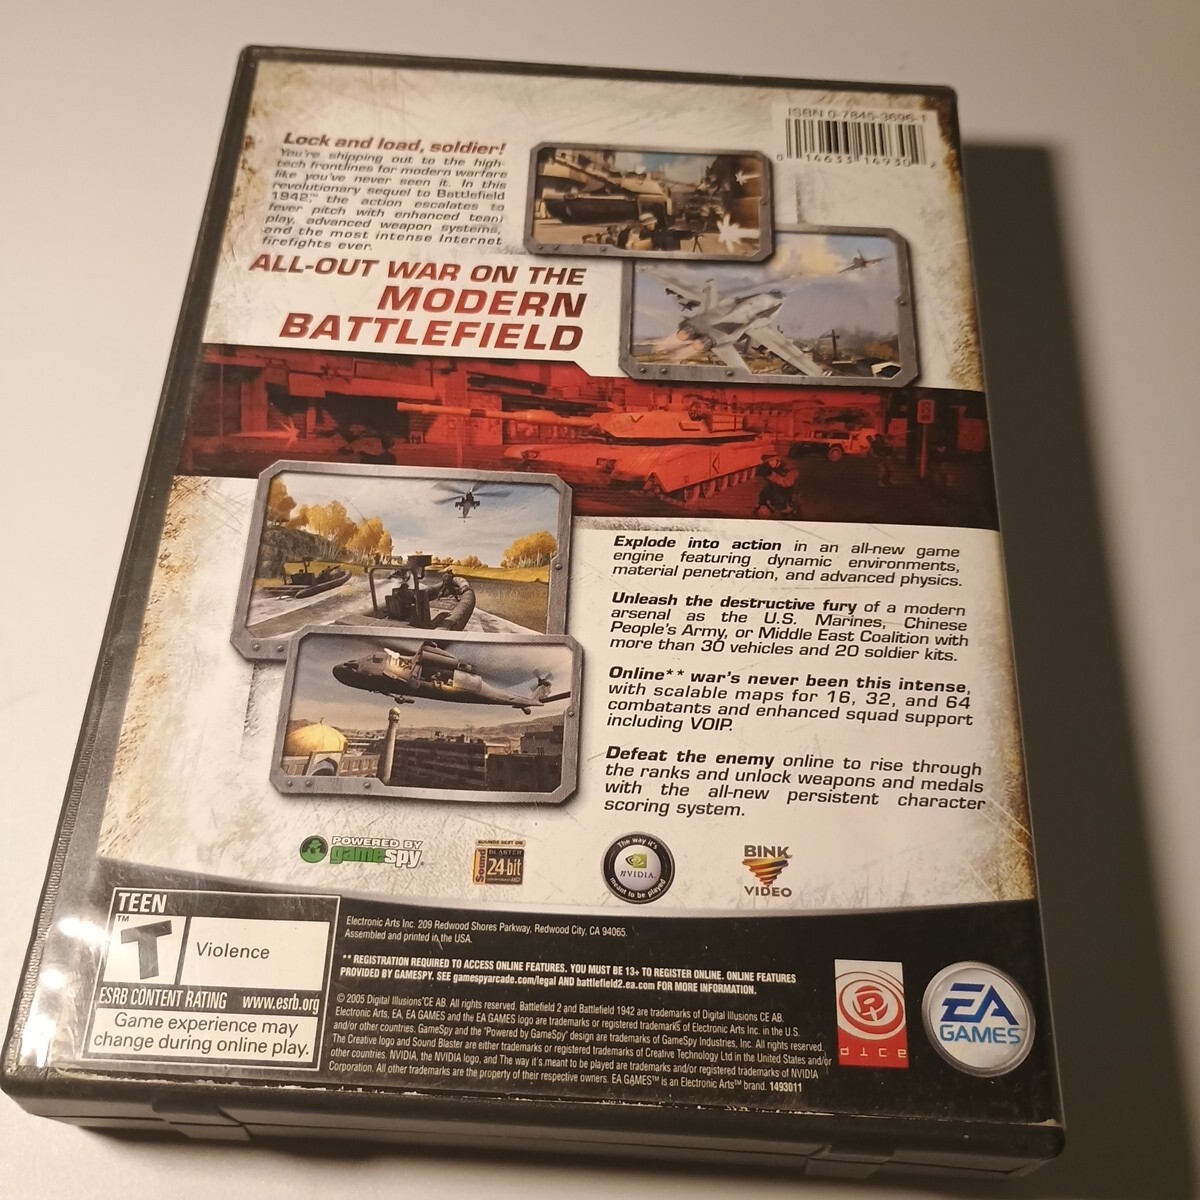 ISBN 0-7845-3696-1
0 14633 14930 2
Lock and load, soldier!
You're shipping out to the high-
tech frontlines for modern warfare
like you've never seen it. In this
revolutionary sequel to Battlefield
1942,™ the action escalates to
fever pitch with enhanced team
play, advanced weapon systems,
and the most intense Internet
firefights ever.
ALL-OUT WAR ON THE
MODERN
BATTLEFIELD
Explode into action in an all-new game
engine featuring dynamic environments,
material penetration, and advanced physics.
Unleash the destructive fury of a modern
arsenal as the U.S. Marines, Chinese
People's Army, or Middle East Coalition with
more than 30 vehicles and 20 soldier kits.
Online** war's never been this intense,
with scalable maps for 16, 32, and 64
combatants and enhanced squad support
including VOIP.
Defeat the enemy online to rise through
the ranks and unlock weapons and medals
with the all-new persistent character
scoring system.
POWERED BY
gamespy
SOUNDS BEST ON
Sound
BLASTER
24-bit
The way it's
NVIDIA.
meant to be played
BINK
VIDEO
TEEN
™
T
Violence
ESRB CONTENT RATING www.esrb.org
Game experience may
change during online play.
Electronic Arts Inc. 209 Redwood Shores Parkway, Redwood City, CA 94065.
Assembled and printed in the USA.
** REGISTRATION REQUIRED TO ACCESS ONLINE FEATURES. YOU MUST BE 13+ TO REGISTER ONLINE. ONLINE FEATURES
PROVIDED BY GAMESPY. SEE gamespyarcade.com/legal AND battlefield2.ea.com FOR MORE INFORMATION.
© 2005 Digital Illusions CE AB. All rights reserved. Battlefield 2 and Battlefield 1942 are trademarks of Digital Illusions CE AB.
Electronic Arts, EA, EA GAMES and the EA GAMES logo are trademarks or registered trademarks of Electronic Arts Inc. in the U.S.
and/or other countries. GameSpy and the "Powered by GameSpy" design are trademarks of GameSpy Industries, Inc. All rights reserved.
The Creative logo and Sound Blaster are either trademarks or registered trademarks of Creative Technology Ltd in the United States and/or
other countries. NVIDIA, the NVIDIA logo, and The way it's meant to be played are trademarks and/or registered trademarks of NVIDIA
Corporation. All other trademarks are the property of their respective owners. EA GAMES™ is an Electronic Arts™ brand. 1493011
EA
GAMES